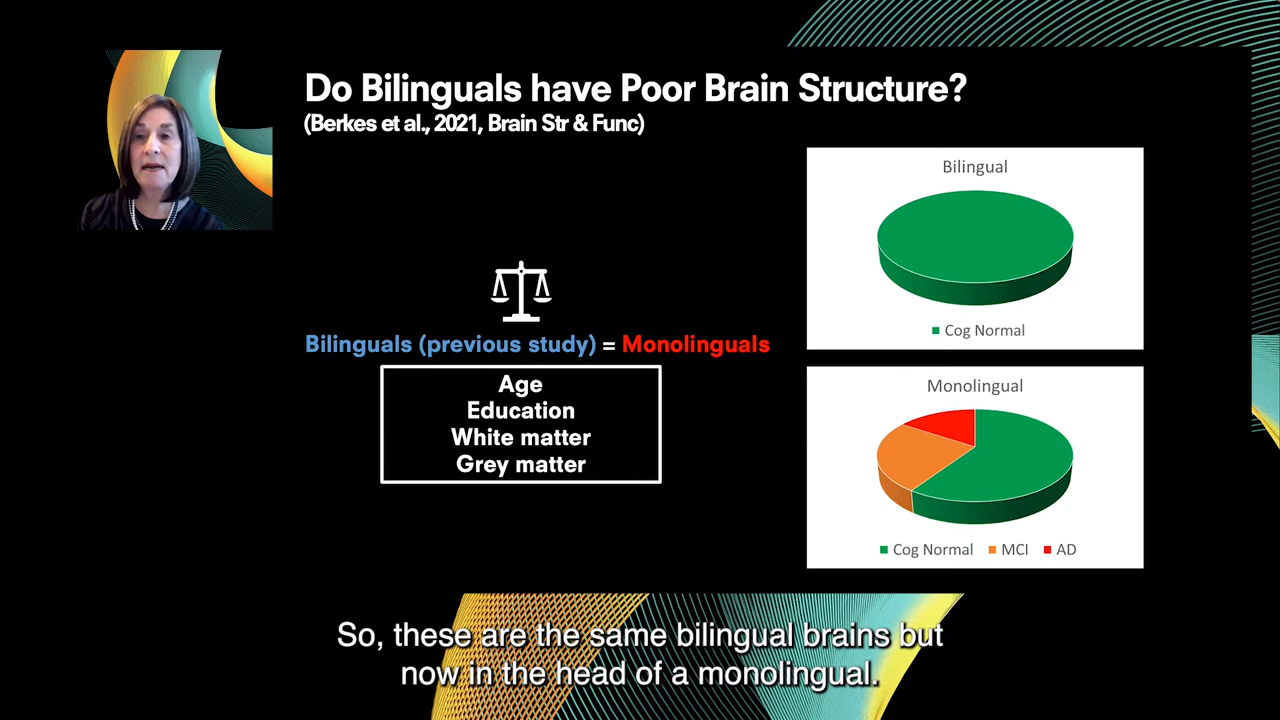 Do Bilinguals have Poor Brain Structure?
(Berkes et al., 2021, Brain Str & Func)
Bilingual
Cog Normal
Bilinguals (previous study) = Monolinguals
Age
Education
White matter
Grey matter
Monolingual
Cog Normal MCI AD
So, these are the same bilingual brains but
now in the head of a monolingual.